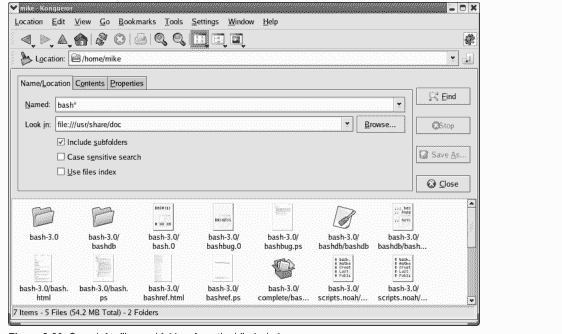 mike - Konqueror
Location Edit View Go Bookmarks Tools Settings Window Help
Location: /home/mike
Name/Location Contents Properties
Named: bash*
Look in: file:///usr/share/doc
Browse...
Include subfolders
Case sensitive search
Use files index
Find
Stop
Save As...
Close
bash-3.0
bash-3.0/
bashdb
bash-3.0/
bash.0
bash-3.0/
bashbug.0
bash-3.0/
bashbug.ps
bash-3.0/
bashdb/bashdb
bash-3.0/
bashdb/bash...
bash-3.0/bash.
html
bash-3.0/bash.
ps
bash-3.0/
bashref.html
bash-3.0/
bashref.ps
bash-3.0/
complete/bas...
bash-3.0/
scripts.noah/...
bash-3.0/
scripts.noah/...
7 Items - 5 Files (54.2 MB Total) - 2 Folders